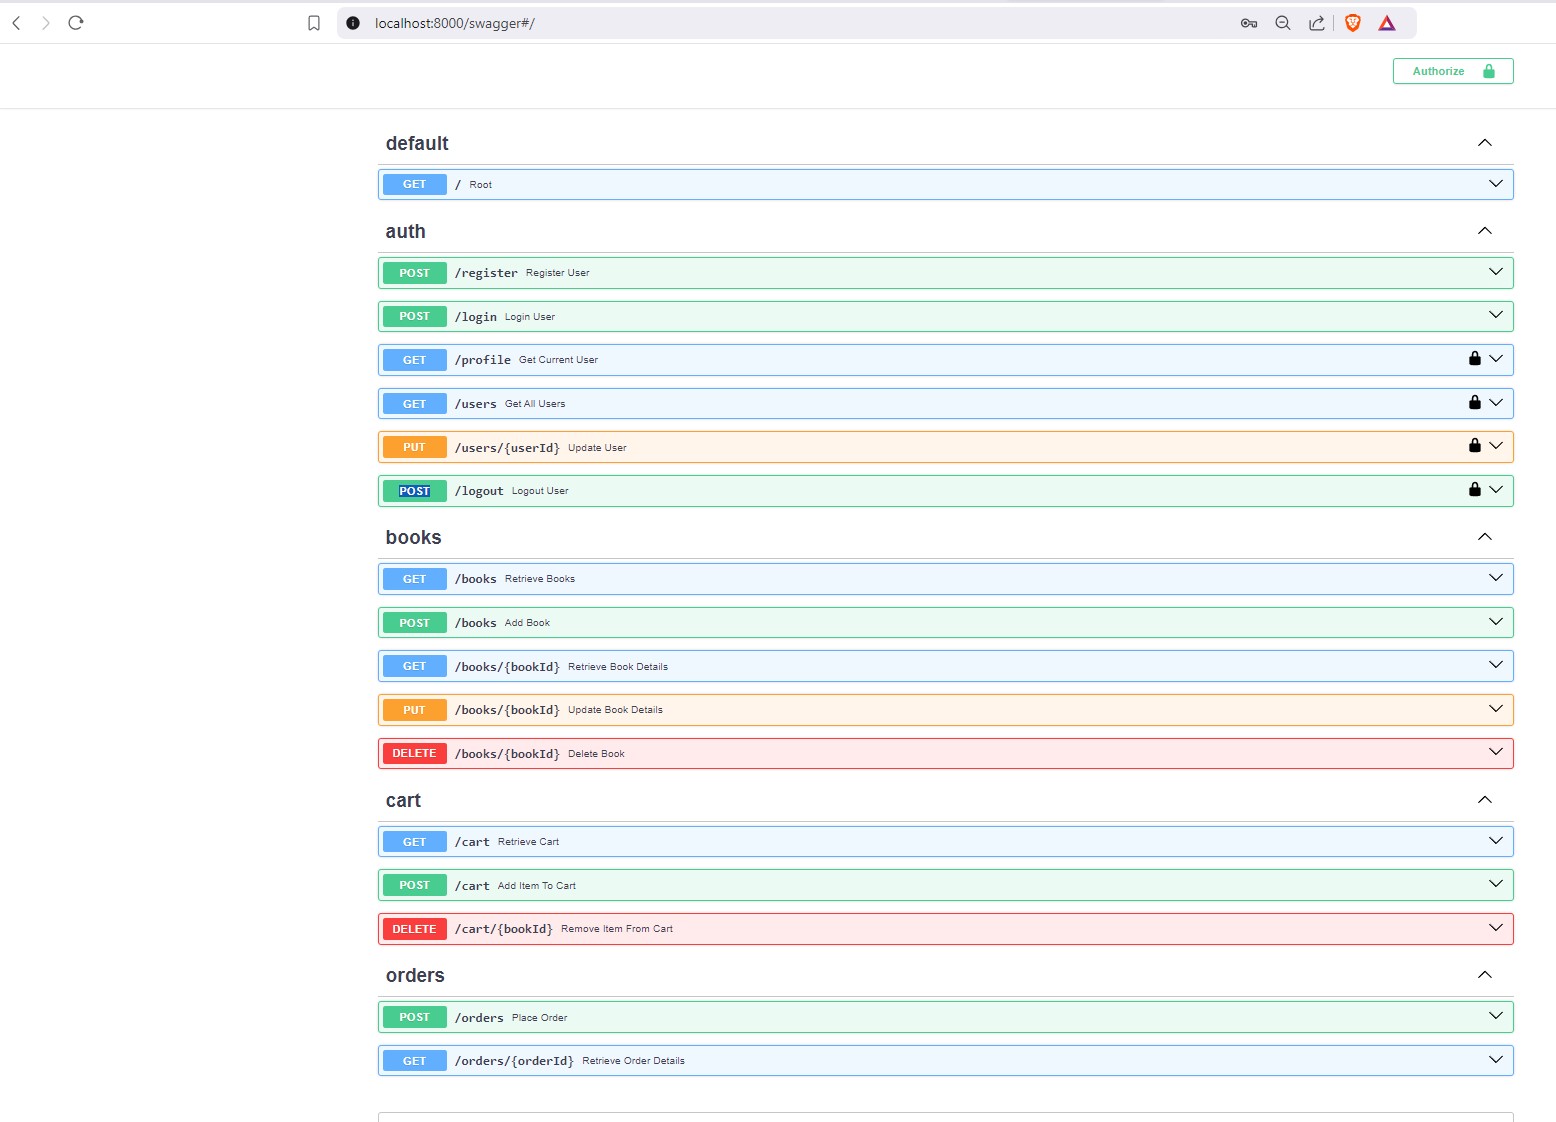 localhost:8000/swagger#/
Authorize
default
GET / Root
auth
POST /register Register User
POST /login Login User
GET /profile Get Current User
GET /users Get All Users
PUT /users/{userId} Update User
POST /logout Logout User
books
GET /books Retrieve Books
POST /books Add Book
GET /books/{bookId} Retrieve Book Details
PUT /books/{bookId} Update Book Details
DELETE /books/{bookId} Delete Book
cart
GET /cart Retrieve Cart
POST /cart Add Item To Cart
DELETE /cart/{bookId} Remove Item From Cart
orders
POST /orders Place Order
GET /orders/{orderId} Retrieve Order Details